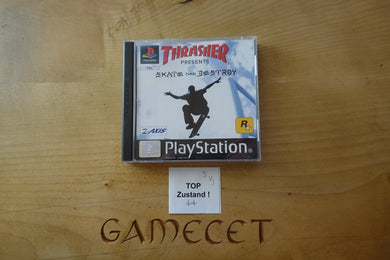 THRASHER
PRESENTS
SKATE AND DESTROY
Z-AXIS
R
PlayStation
TOP
Zustand !
++
GAMECET